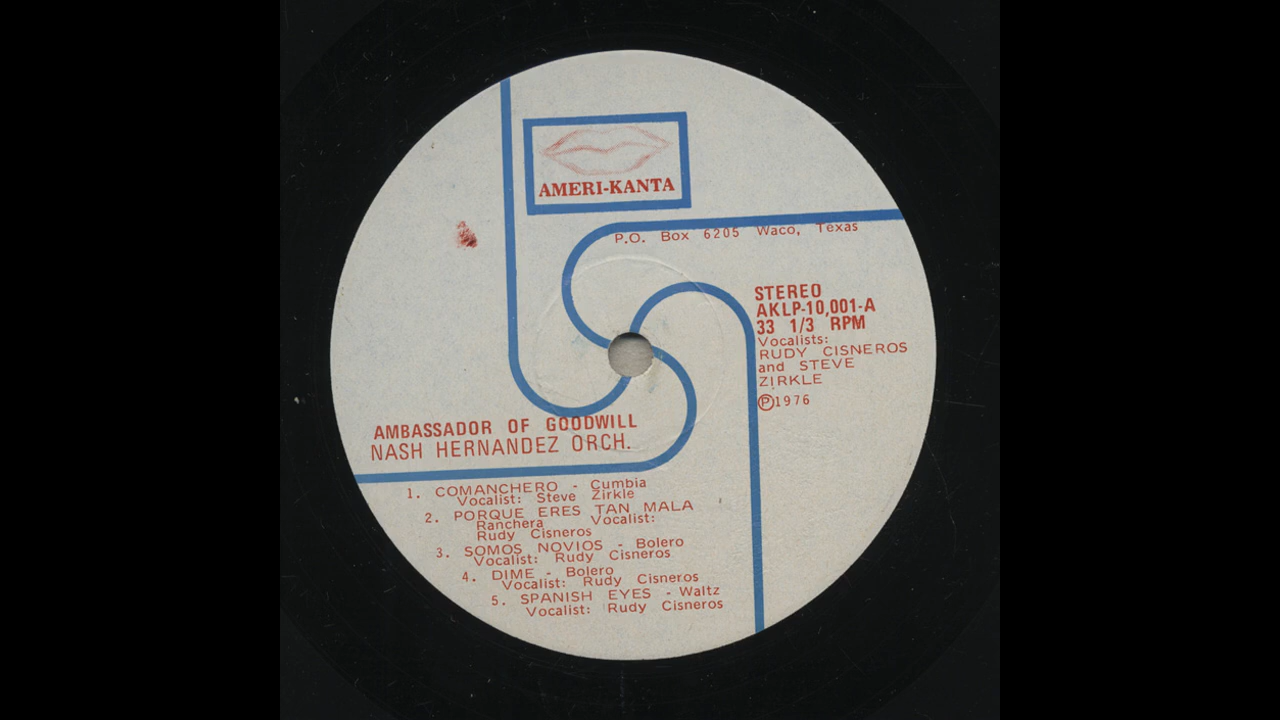 AMERI-KANTA
P.O. Box 6205 Waco, Texas
STEREO
AKLP-10,001-A
33 1/3 RPM
Vocalists:
RUDY CISNEROS
and STEVE
ZIRKLE
Ⓟ1976
AMBASSADOR OF GOODWILL
NASH HERNANDEZ ORCH.
1. COMANCHERO - Cumbia
Vocalist: Steve Zirkle
2. PORQUE ERES TAN MALA
Ranchera Vocalist:
Rudy Cisneros
3. SOMOS NOVIOS - Bolero
Vocalist: Rudy Cisneros
4. DIME - Bolero
Vocalist: Rudy Cisneros
5. SPANISH EYES - Waltz
Vocalist: Rudy Cisneros